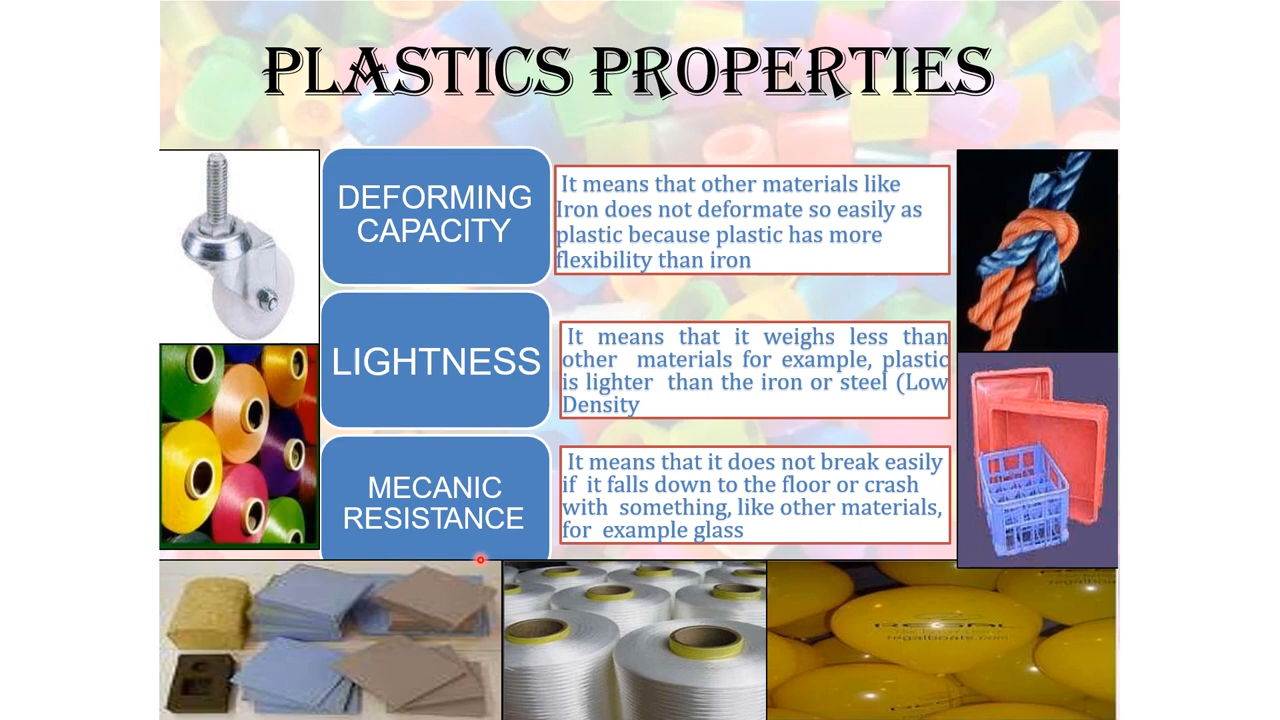 PLASTICS PROPERTIES
DEFORMING
CAPACITY
It means that other materials like
Iron does not deformate so easily as
plastic because plastic has more
flexibility than iron
LIGHTNESS
It means that it weighs less than
other materials for example, plastic
is lighter than the iron or steel (Low
Density
MECANIC
RESISTANCE
It means that it does not break easily
if it falls down to the floor or crash
with something, like other materials,
for example glass
REGAL
regalboats.com